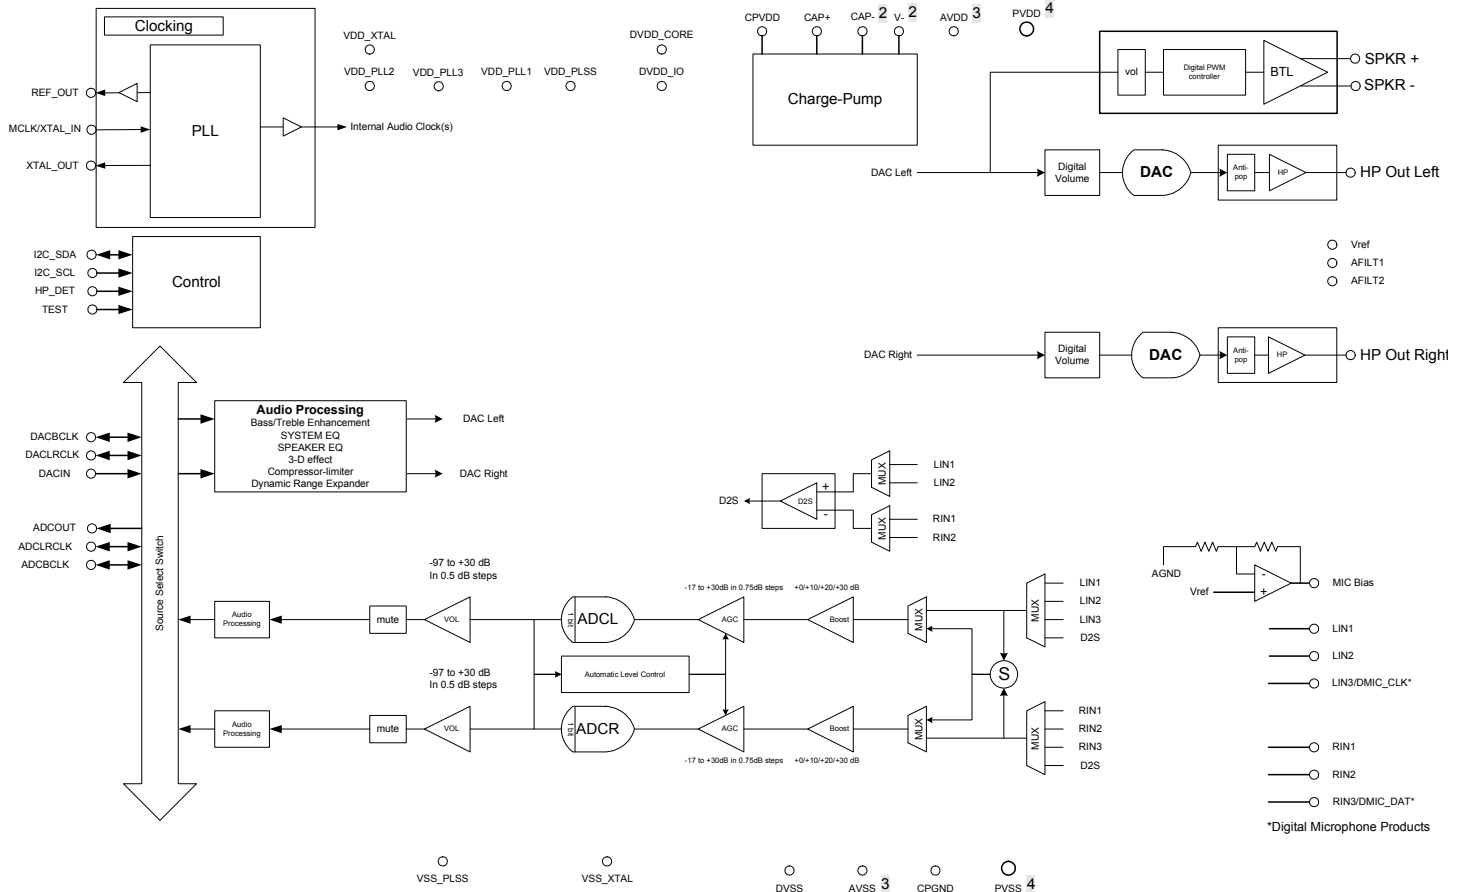 Clocking
PLL
REF_OUT
MCLK/XTAL_IN
XTAL_OUT
Internal Audio Clock(s)
VDD_XTAL
DVDD_CORE
VDD_PLL2
VDD_PLL3
VDD_PLL1
VDD_PLSS
DVDD_IO
CPVDD
CAP+
CAP- 2
V- 2
AVDD 3
PVDD 4
Charge-Pump
vol
Digital PWM
controller
BTL
SPKR +
SPKR -
DAC Left
Digital
Volume
DAC
Anti-
pop
HP
HP Out Left
Vref
AFILT1
AFILT2
I2C_SDA
I2C_SCL
HP_DET
TEST
Control
DAC Right
Digital
Volume
DAC
Anti-
pop
HP
HP Out Right
Audio Processing
Bass/Treble Enhancement
SYSTEM EQ
SPEAKER EQ
3-D effect
Compressor-limiter
Dynamic Range Expander
DAC Left
DAC Right
DACBCLK
DACLRCLK
DACIN
ADCOUT
ADCLRCLK
ADCBCLK
Source Select Switch
D2S
D2S
+
-
MUX
LIN1
LIN2
MUX
RIN1
RIN2
-97 to +30 dB
In 0.5 dB steps
-17 to +30dB in 0.75dB steps
+0/+10/+20/+30 dB
Audio
Processing
mute
VOL
1 bit
ADCL
AGC
Boost
MUX
MUX
LIN1
LIN2
LIN3
D2S
Automatic Level Control
S
-97 to +30 dB
In 0.5 dB steps
Audio
Processing
mute
VOL
1 bit
ADCR
AGC
Boost
MUX
MUX
RIN1
RIN2
RIN3
D2S
-17 to +30dB in 0.75dB steps
+0/+10/+20/+30 dB
AGND
Vref
-
+
MIC Bias
LIN1
LIN2
LIN3/DMIC_CLK*
RIN1
RIN2
RIN3/DMIC_DAT*
*Digital Microphone Products
VSS_PLSS
VSS_XTAL
DVSS
AVSS 3
CPGND
PVSS 4